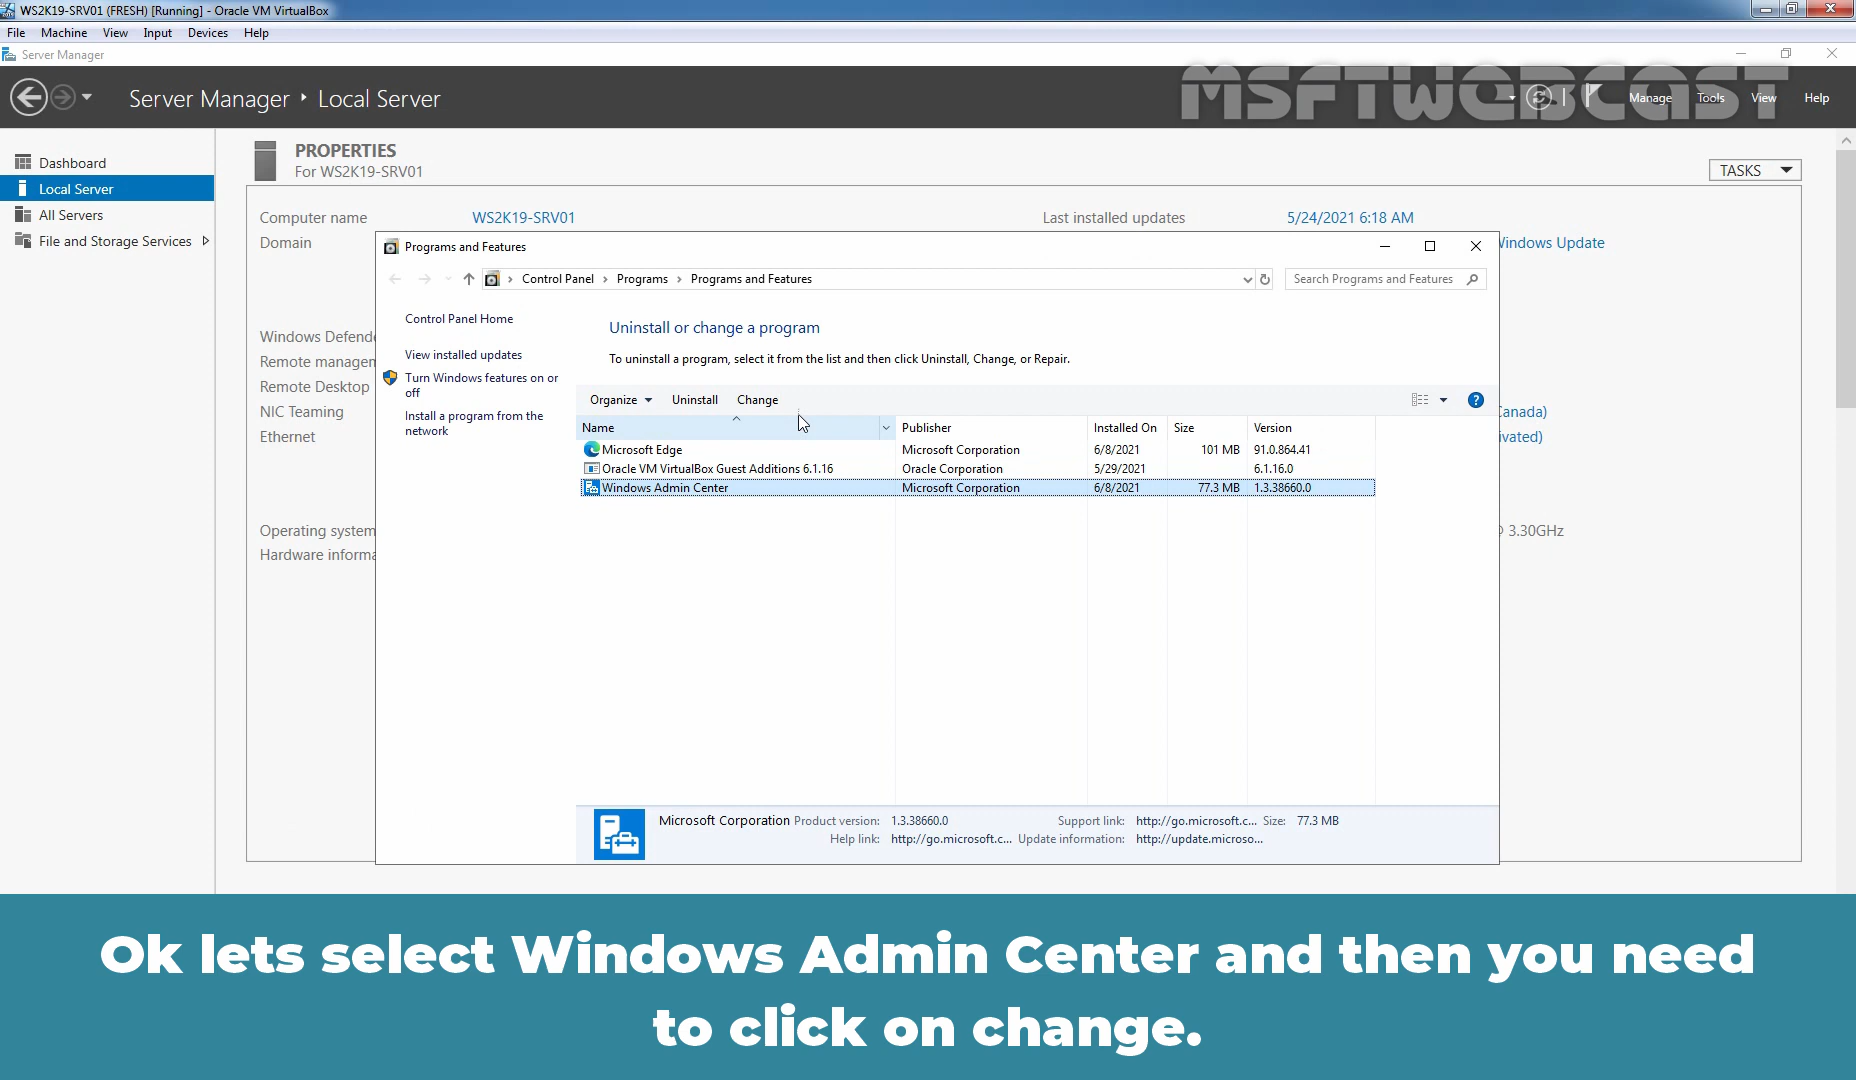 WS2K19-SRV01 (FRESH) [Running] - Oracle VM VirtualBox
File Machine View Input Devices Help
Server Manager
Server Manager • Local Server
MSFTWEBCAST
Manage Tools View Help
Dashboard
Local Server
All Servers
File and Storage Services
PROPERTIES
For WS2K19-SRV01
TASKS
Computer name WS2K19-SRV01 Last installed updates 5/24/2021 6:18 AM
Domain
Windows Update
Windows Defende
Remote managem
Remote Desktop
NIC Teaming
Ethernet
Canada)
ivated)
Operating system
Hardware informa
3.30GHz
Programs and Features
Control Panel > Programs > Programs and Features
Search Programs and Features
Control Panel Home
View installed updates
Turn Windows features on or
off
Install a program from the
network
Uninstall or change a program
To uninstall a program, select it from the list and then click Uninstall, Change, or Repair.
Organize Uninstall Change
Name Publisher Installed On Size Version
Microsoft Edge Microsoft Corporation 6/8/2021 101 MB 91.0.864.41
Oracle VM VirtualBox Guest Additions 6.1.16 Oracle Corporation 5/29/2021 6.1.16.0
Windows Admin Center Microsoft Corporation 6/8/2021 77.3 MB 1.3.38660.0
Microsoft Corporation Product version: 1.3.38660.0 Support link: http://go.microsoft.c... Size: 77.3 MB
Help link: http://go.microsoft.c... Update information: http://update.microso...
Ok lets select Windows Admin Center and then you need
to click on change.